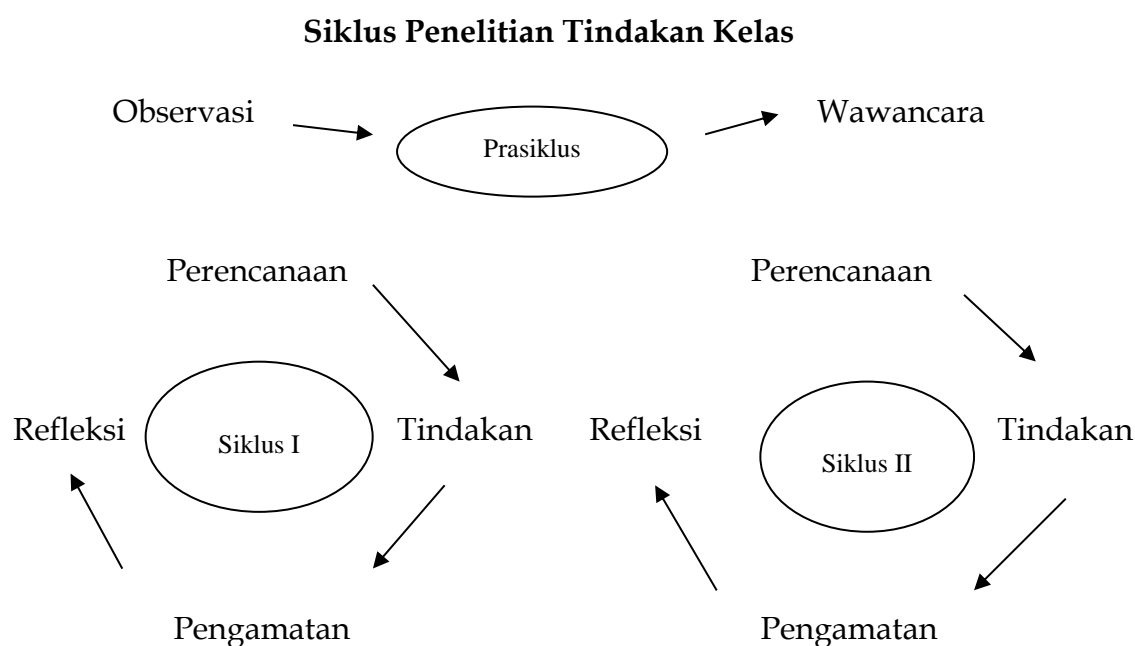 Siklus Penelitian Tindakan Kelas
Observasi
Prasiklus
Wawancara
Perencanaan
Perencanaan
Refleksi
Siklus I
Tindakan
Refleksi
Siklus II
Tindakan
Pengamatan
Pengamatan